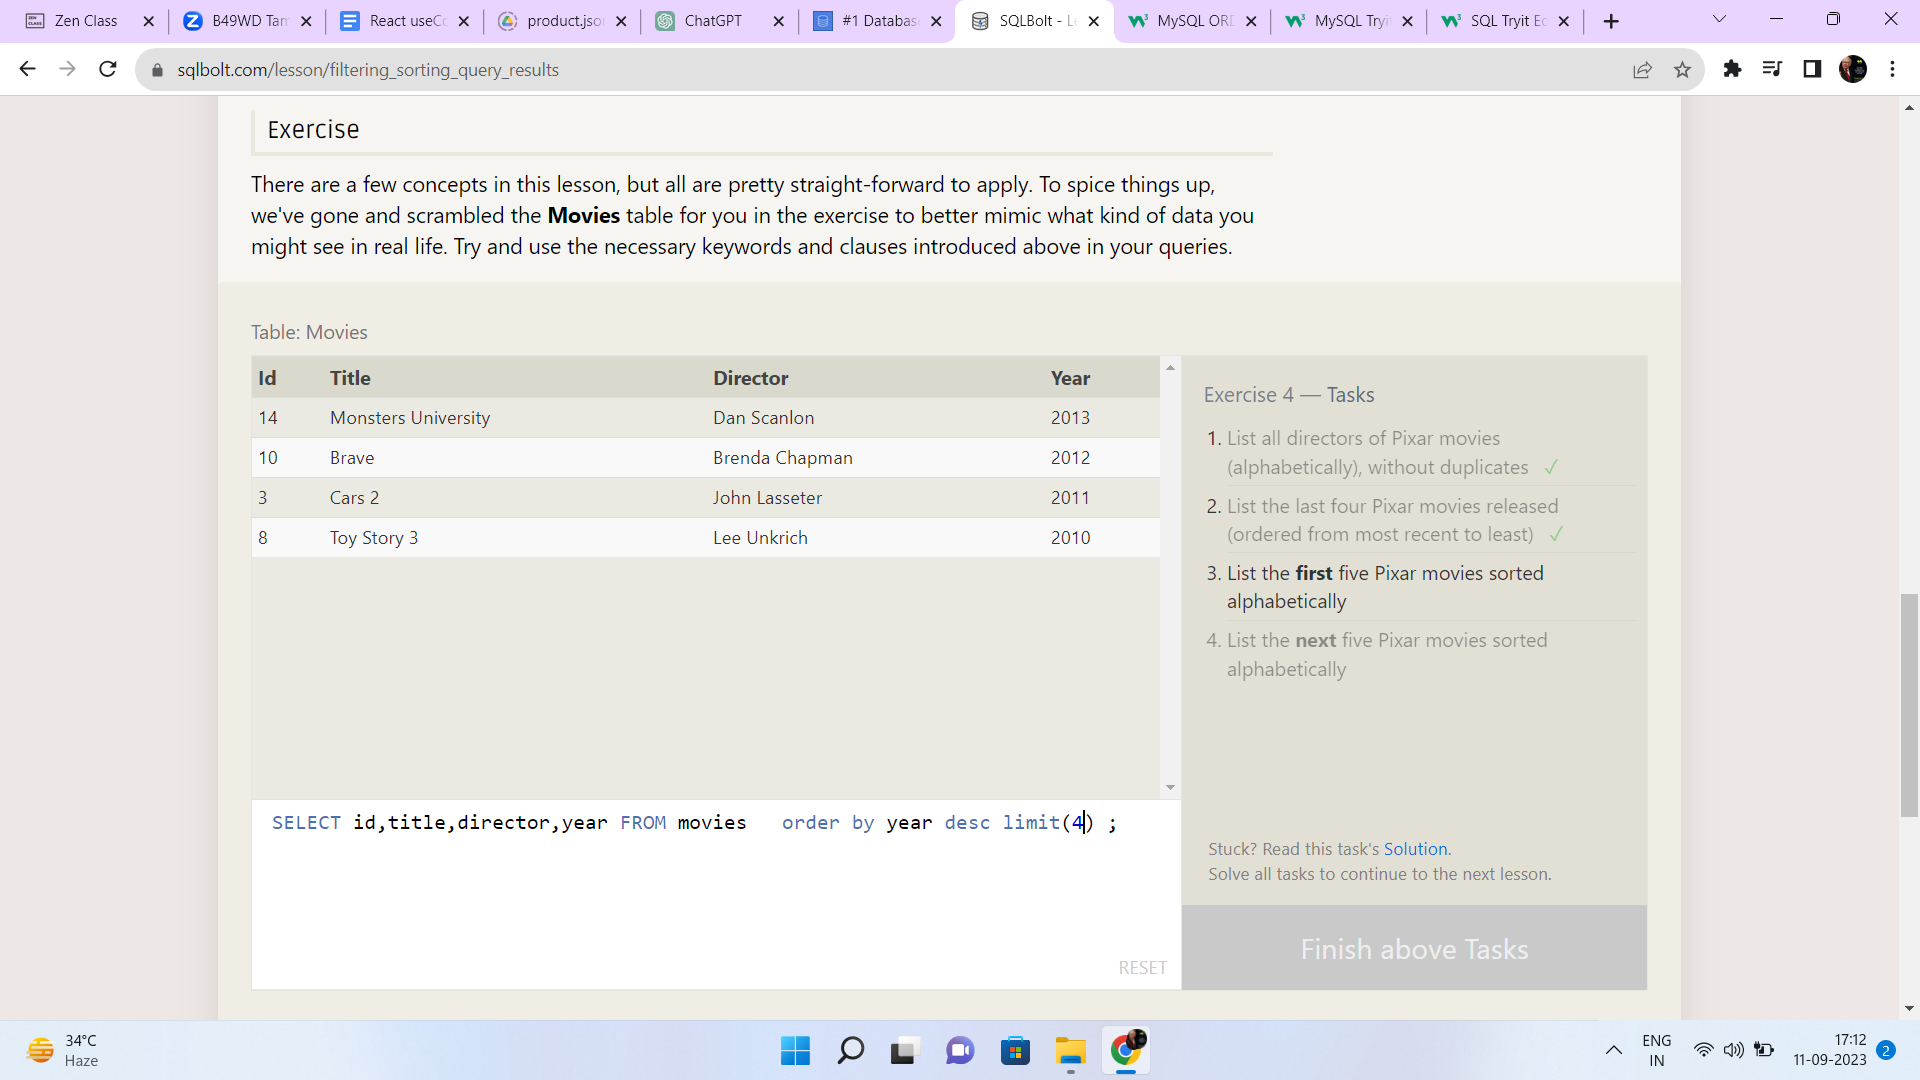 Zen Class
B49WD Tam
React useCo
product.jso
ChatGPT
#1 Databas
SQLBolt - Le
MySQL ORD
MySQL Tryi
SQL Tryit Ed
sqlbolt.com/lesson/filtering_sorting_query_results
Exercise
There are a few concepts in this lesson, but all are pretty straight-forward to apply. To spice things up,
we've gone and scrambled the Movies table for you in the exercise to better mimic what kind of data you
might see in real life. Try and use the necessary keywords and clauses introduced above in your queries.
Table: Movies
Id Title Director Year
14 Monsters University Dan Scanlon 2013
10 Brave Brenda Chapman 2012
3 Cars 2 John Lasseter 2011
8 Toy Story 3 Lee Unkrich 2010
SELECT id,title,director,year FROM movies order by year desc limit(4) ;
RESET
Exercise 4 — Tasks
1. List all directors of Pixar movies
(alphabetically), without duplicates ✓
2. List the last four Pixar movies released
(ordered from most recent to least) ✓
3. List the first five Pixar movies sorted
alphabetically
4. List the next five Pixar movies sorted
alphabetically
Stuck? Read this task's Solution.
Solve all tasks to continue to the next lesson.
Finish above Tasks
34°C
Haze
ENG
IN
17:12
11-09-2023
2